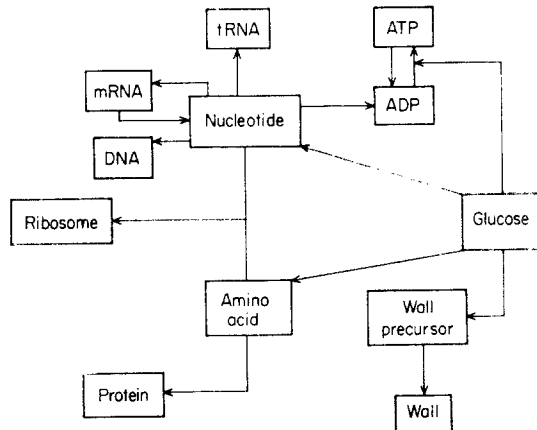 tRNA
ATP
mRNA
Nucleotide
ADP
DNA
Ribosome
Glucose
Amino
acid
Wall
precursor
Protein
Wall